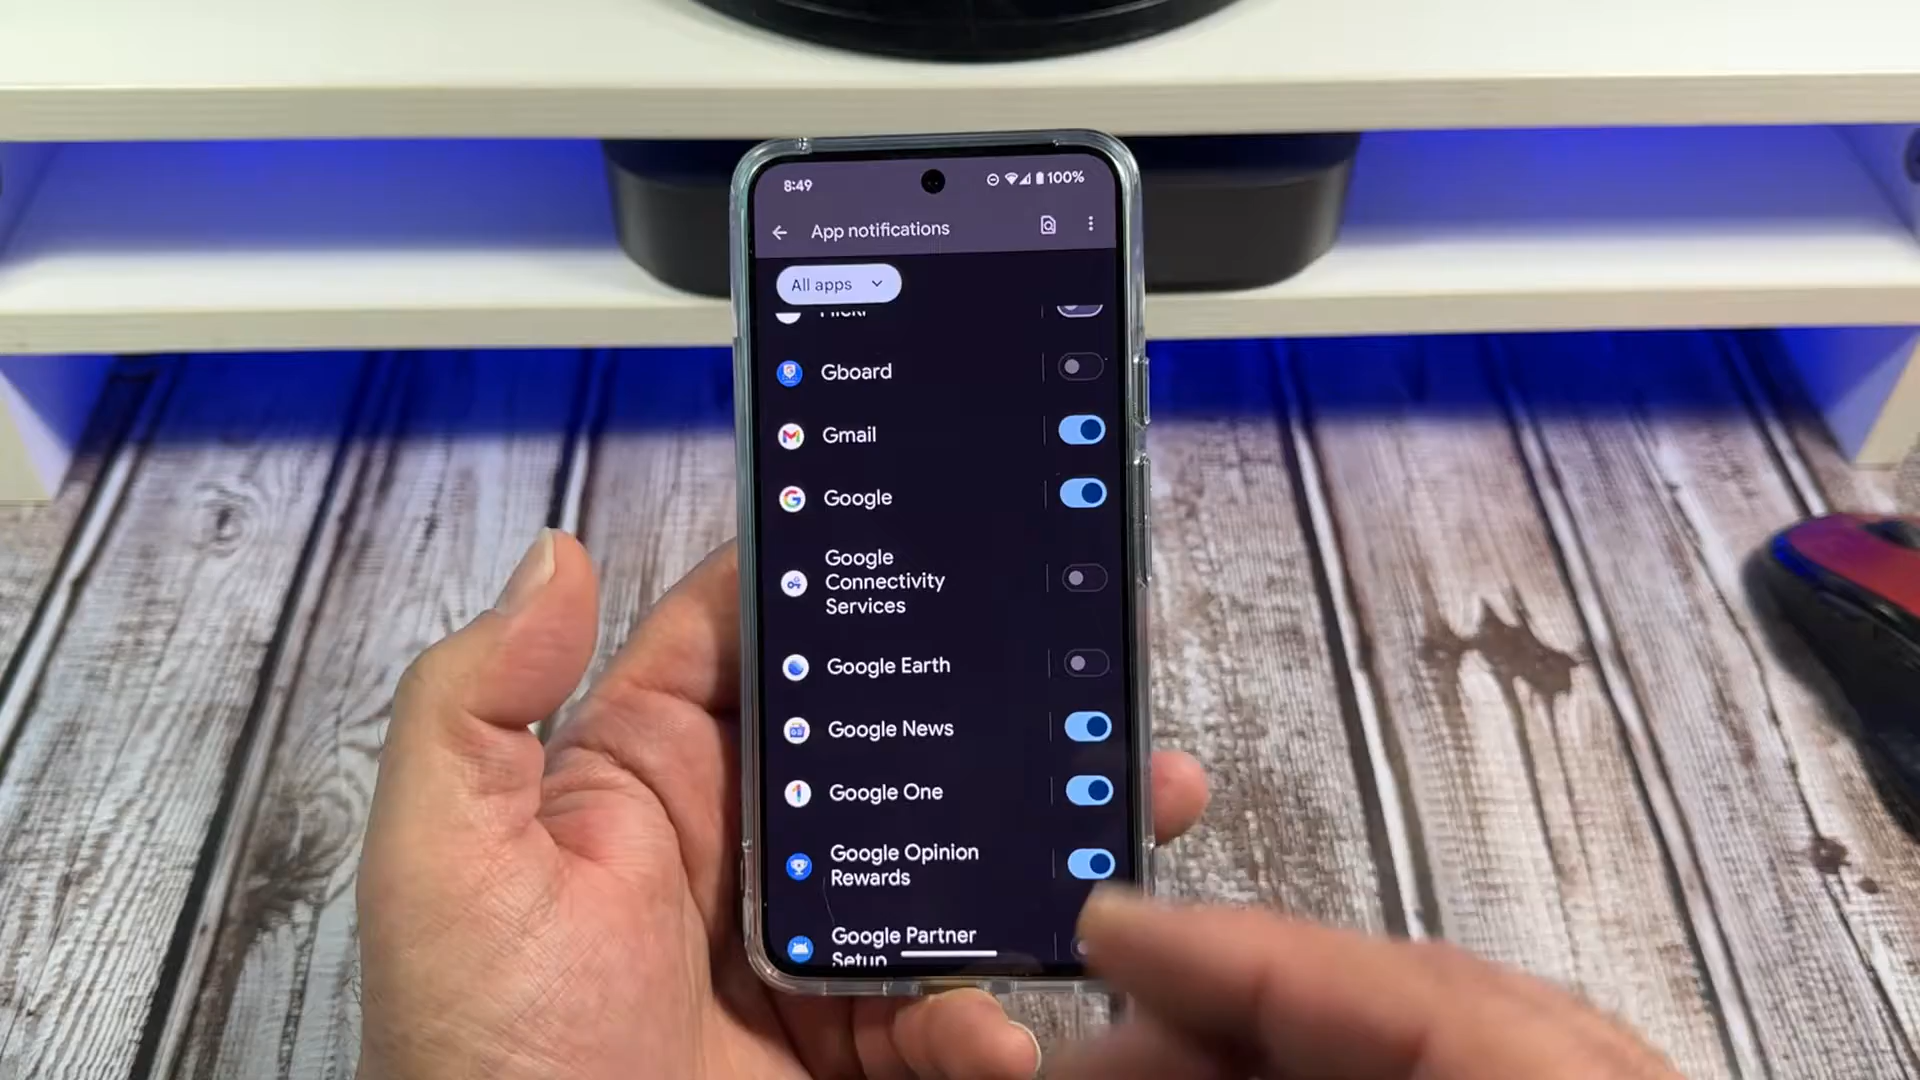 8:49
100%
App notifications
All apps
Flickr
Gboard
Gmail
Google
Google
Connectivity
Services
Google Earth
Google News
Google One
Google Opinion
Rewards
Google Partner
Setup